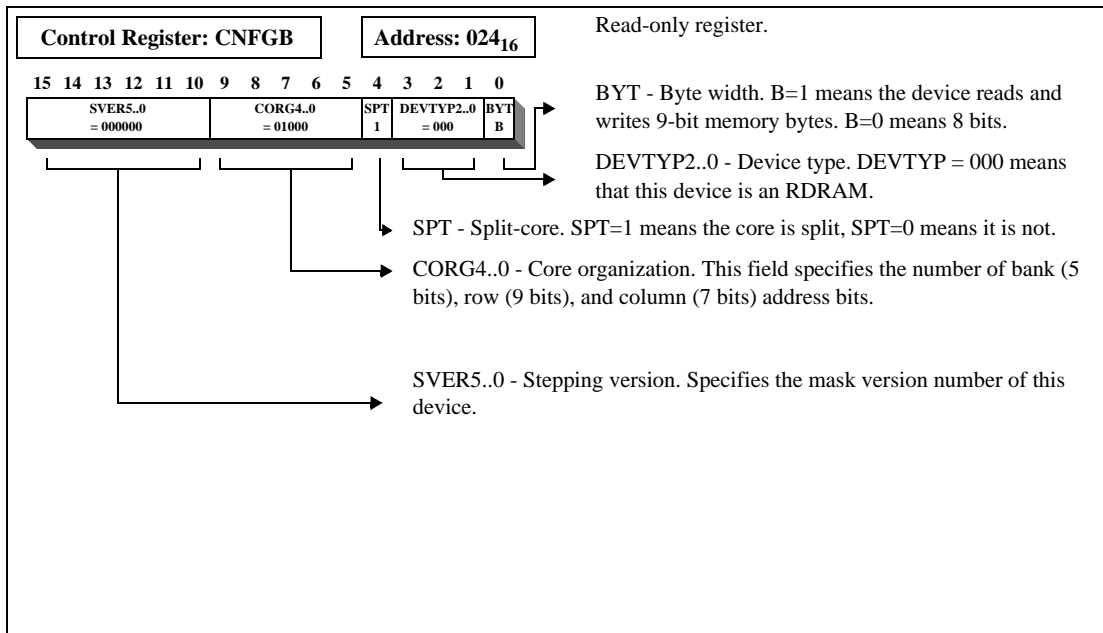 Control Register: CNFGB
Address: 024₁₆
Read-only register.
15 14 13 12 11 10 9 8 7 6 5 4 3 2 1 0
SVER5..0 CORG4..0 SPT DEVTYP2..0 BYT
= 000000 = 01000 1 = 000 B
BYT - Byte width. B=1 means the device reads and
writes 9-bit memory bytes. B=0 means 8 bits.
DEVTYP2..0 - Device type. DEVTYP = 000 means
that this device is an RDRAM.
SPT - Split-core. SPT=1 means the core is split, SPT=0 means it is not.
CORG4..0 - Core organization. This field specifies the number of bank (5
bits), row (9 bits), and column (7 bits) address bits.
SVER5..0 - Stepping version. Specifies the mask version number of this
device.